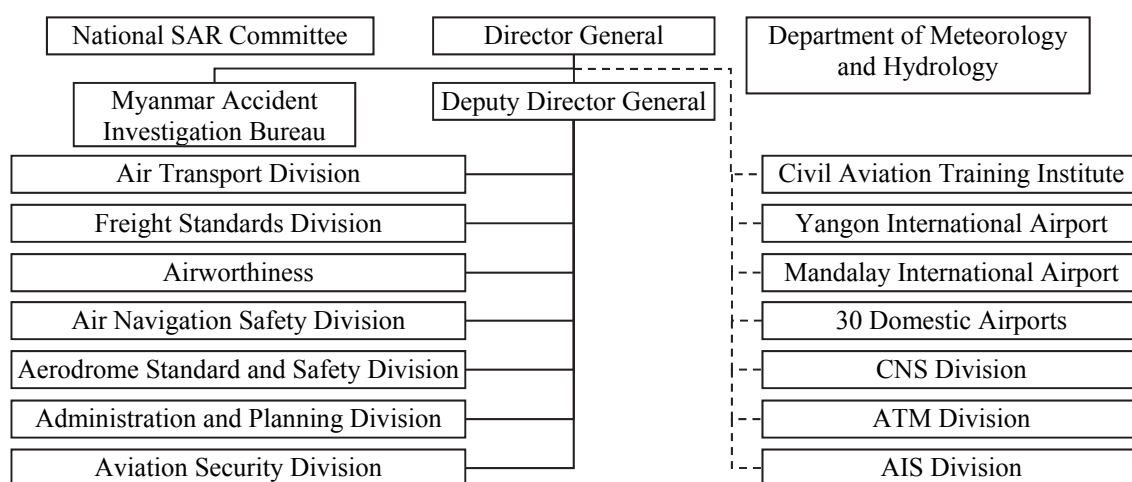 National SAR Committee
Director General
Department of Meteorology
and Hydrology
Myanmar Accident
Investigation Bureau
Deputy Director General
Air Transport Division
Freight Standards Division
Airworthiness
Air Navigation Safety Division
Aerodrome Standard and Safety Division
Administration and Planning Division
Aviation Security Division
Civil Aviation Training Institute
Yangon International Airport
Mandalay International Airport
30 Domestic Airports
CNS Division
ATM Division
AIS Division